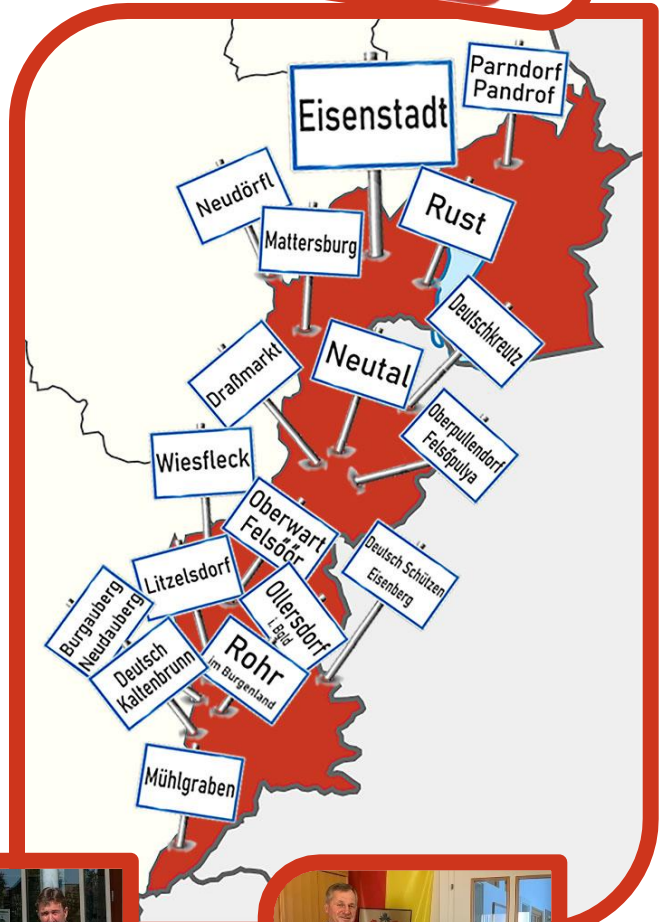 Parndorf
Pandrof
Eisenstadt
Neudörfl
Rust
Mattersburg
Deutschkreutz
Neutal
Draßmarkt
Oberpullendorf
Felsőpulya
Wiesfleck
Oberwart
Felsőőr
Deutsch Schützen
Eisenberg
Litzelsdorf
Ollersdorf
i. Bgld
Burgauberg
Neudauberg
Rohr
im Burgenland
Deutsch
Kaltenbrunn
Mühlgraben